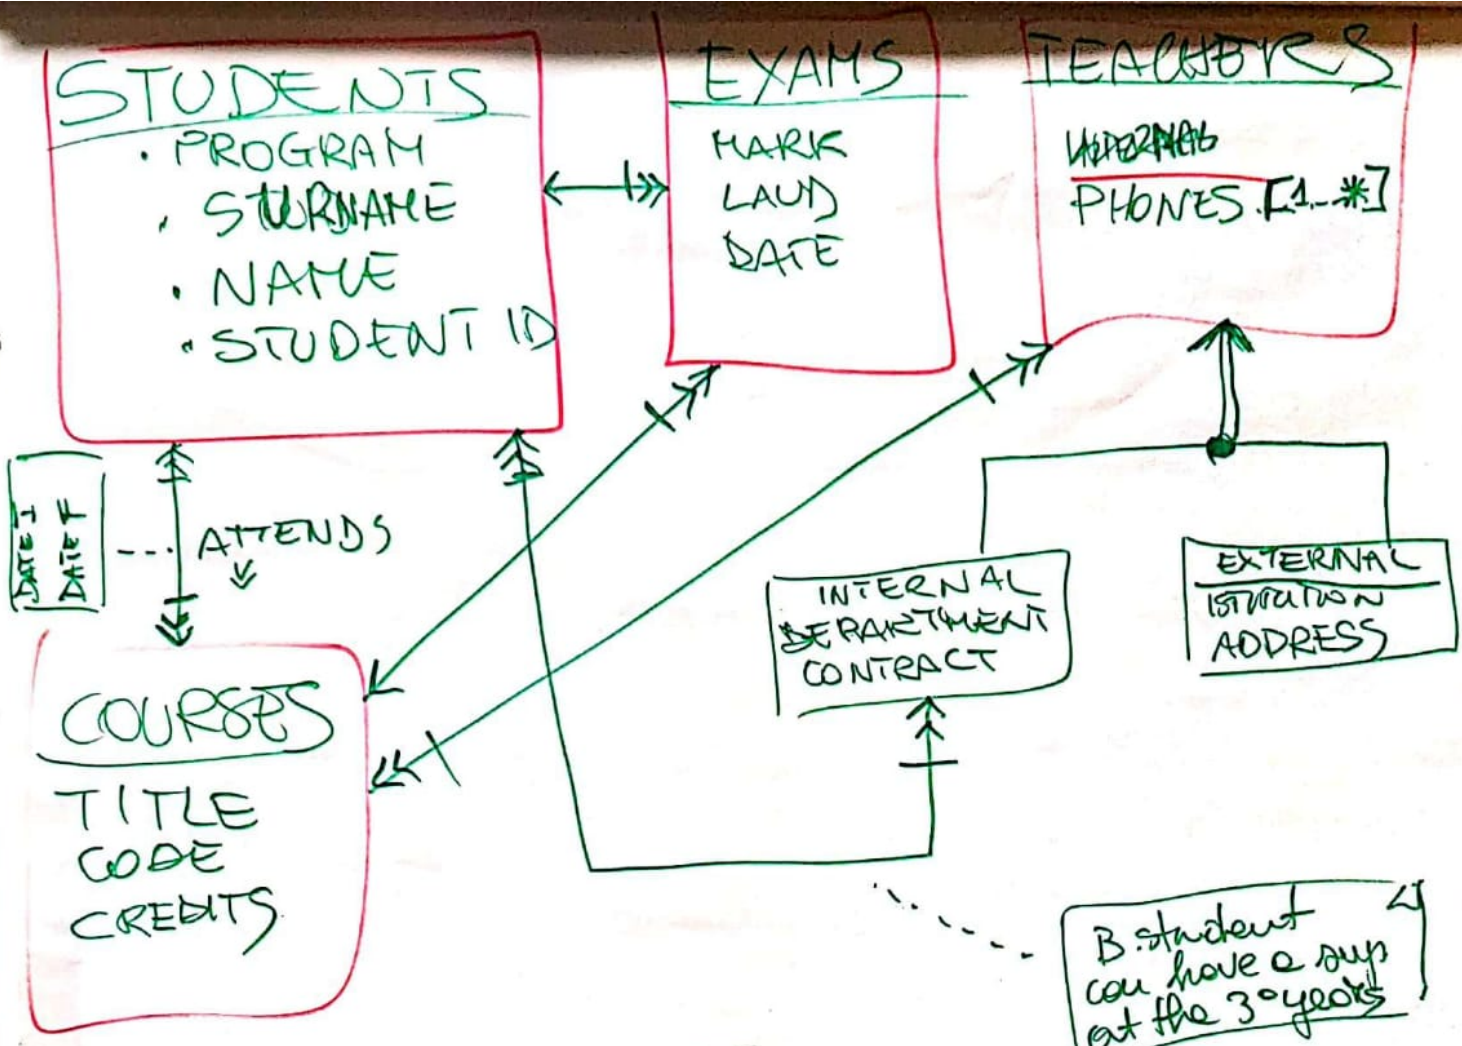 STUDENTS
· PROGRAM
· SURNAME
· NAME
· STUDENT ID
EXAMS
MARK
LAUD
DATE
TEACHERS
PHONES [1..*]
DATE I
DATE F
ATTENDS
COURSES
TITLE
CODE
CREDITS
INTERNAL
DEPARTMENT
CONTRACT
EXTERNAL
ISTITUTION
ADDRESS
B. student
can have a sup
at the 3° years